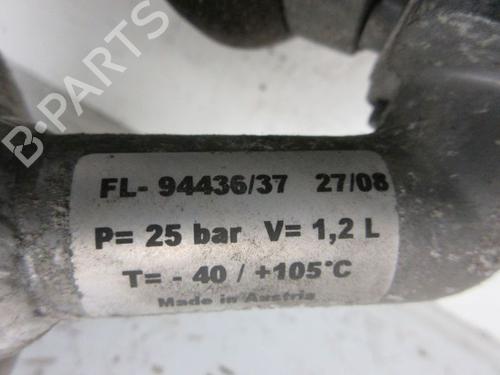 B-PARTS
FL- 94436/37 27/08
P= 25 bar V= 1,2 L
T= - 40 / +105°C
Made in Austria